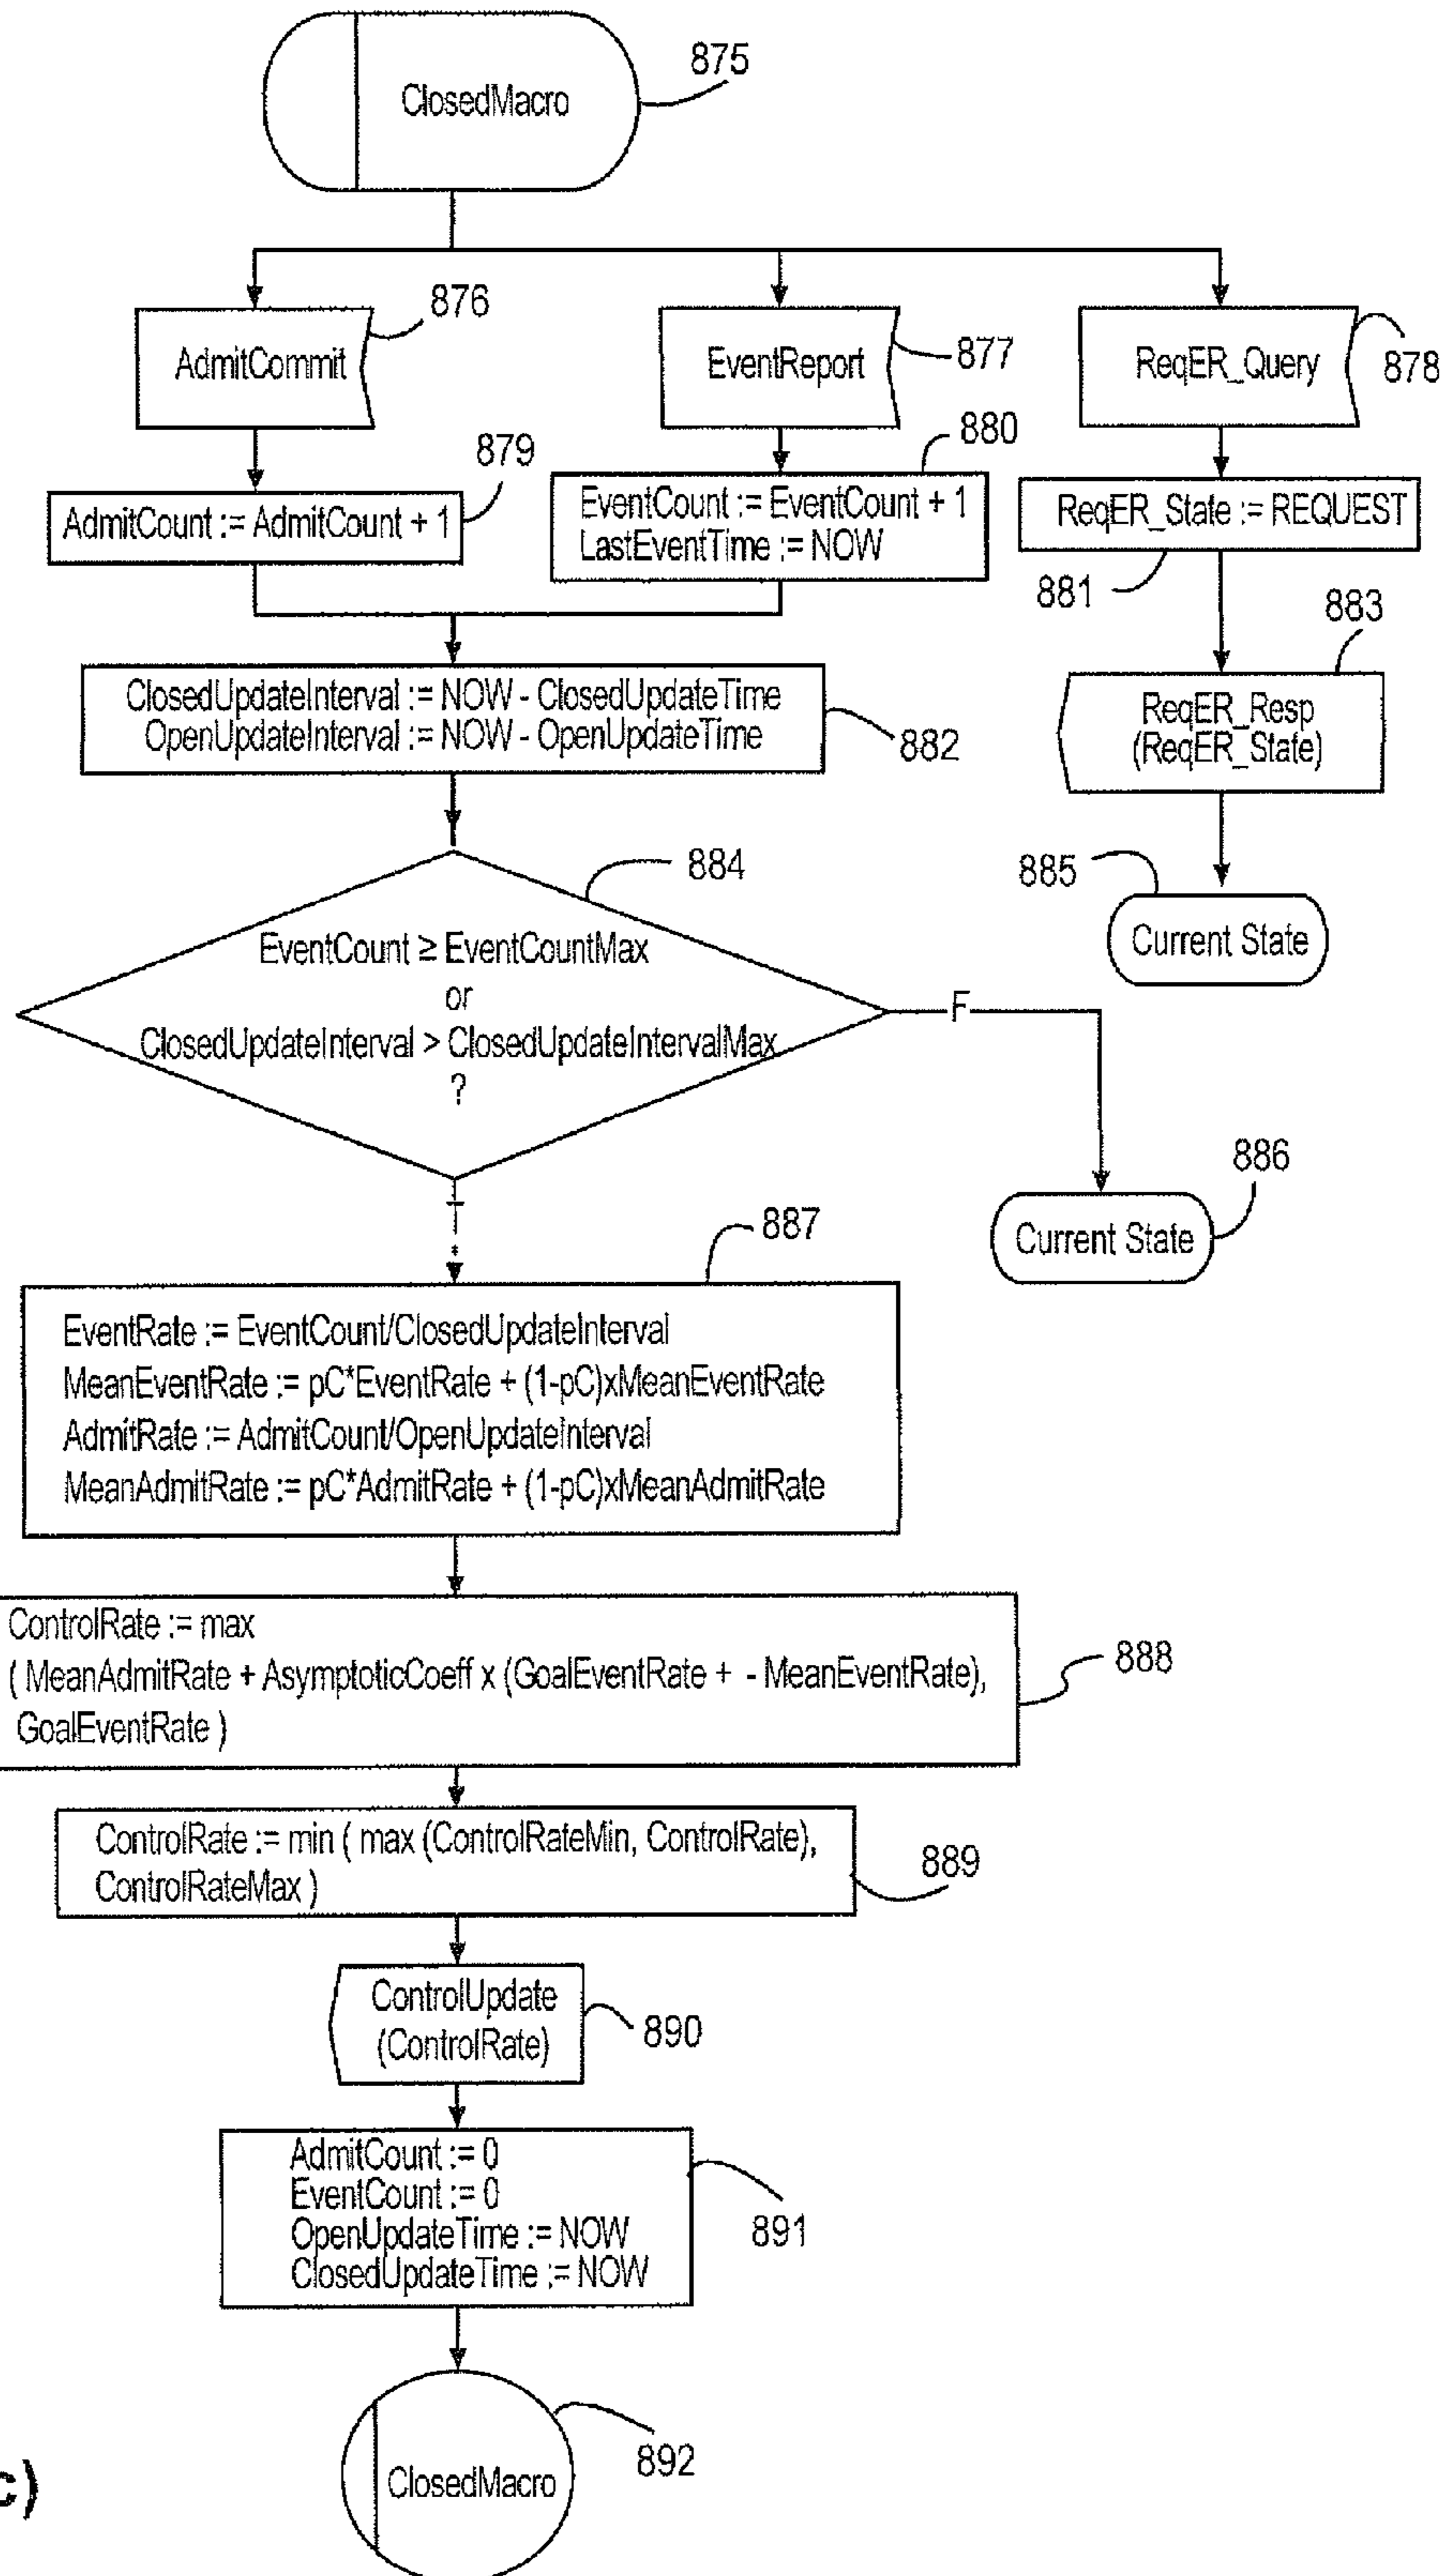 ClosedMacro
875
AdmitCommit
876
EventReport
877
ReqER_Query
878
AdmitCount := AdmitCount + 1
879
EventCount := EventCount + 1
LastEventTime := NOW
880
ReqER_State := REQUEST
881
ClosedUpdateInterval := NOW - ClosedUpdateTime
OpenUpdateInterval := NOW - OpenUpdateTime
882
ReqER_Resp
(ReqER_State)
883
884
EventCount ≥ EventCountMax
or
ClosedUpdateInterval > ClosedUpdateIntervalMax
?
F
T
885
Current State
886
Current State
887
EventRate := EventCount/ClosedUpdateInterval
MeanEventRate := pC*EventRate + (1-pC)xMeanEventRate
AdmitRate := AdmitCount/OpenUpdateInterval
MeanAdmitRate := pC*AdmitRate + (1-pC)xMeanAdmitRate
ControlRate := max
( MeanAdmitRate + AsymptoticCoeff x (GoalEventRate + - MeanEventRate),
GoalEventRate )
888
ControlRate := min ( max (ControlRateMin, ControlRate),
ControlRateMax )
889
ControlUpdate
(ControlRate)
890
AdmitCount := 0
EventCount := 0
OpenUpdateTime := NOW
ClosedUpdateTime := NOW
891
ClosedMacro
892
c)